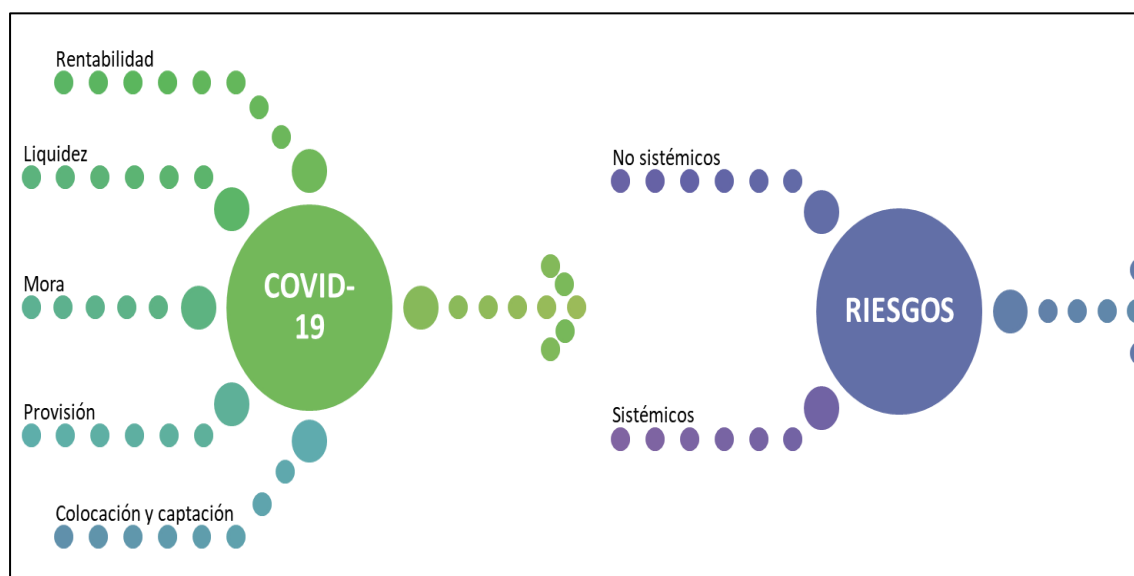 Rentabilidad
Liquidez
Mora
Provisión
Colocación y captación
COVID-
19
No sistémicos
Sistémicos
RIESGOS